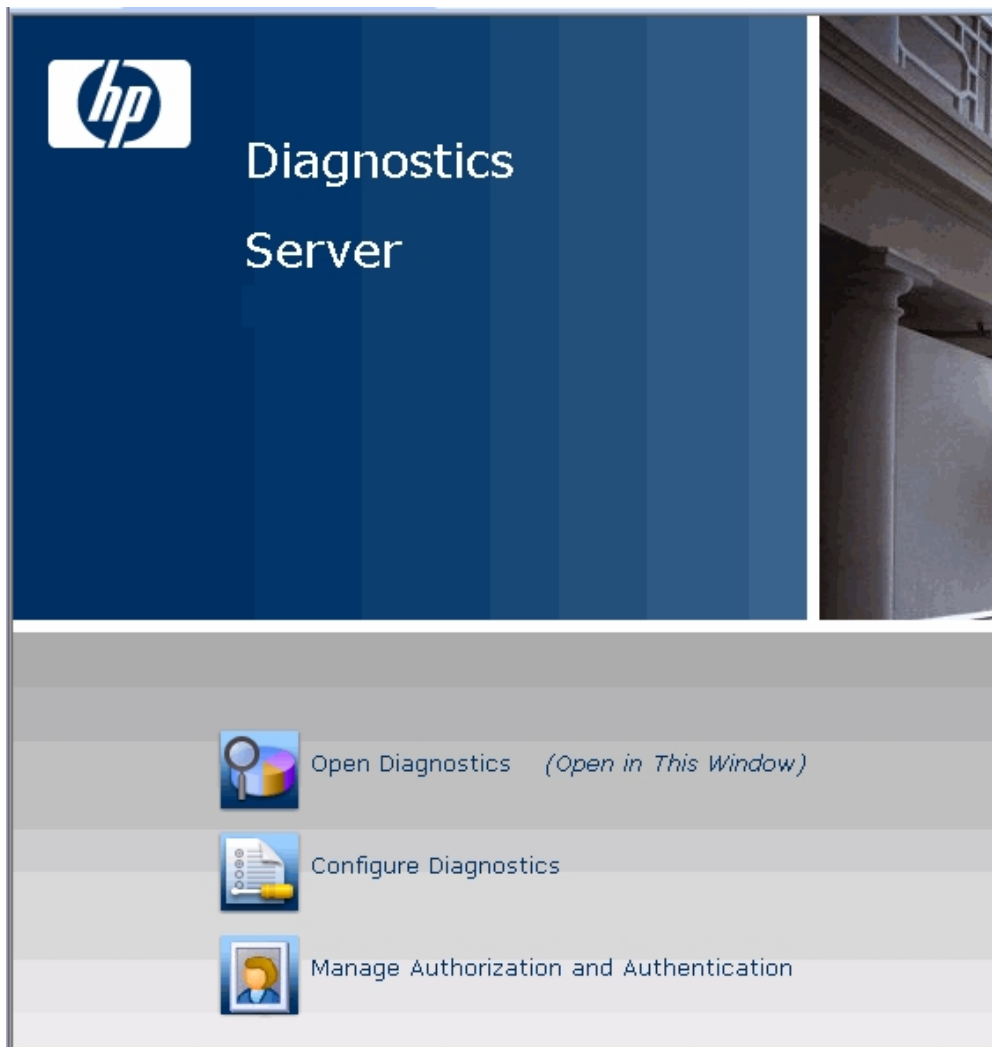 hp
Diagnostics
Server
Open Diagnostics (Open in This Window)
Configure Diagnostics
Manage Authorization and Authentication